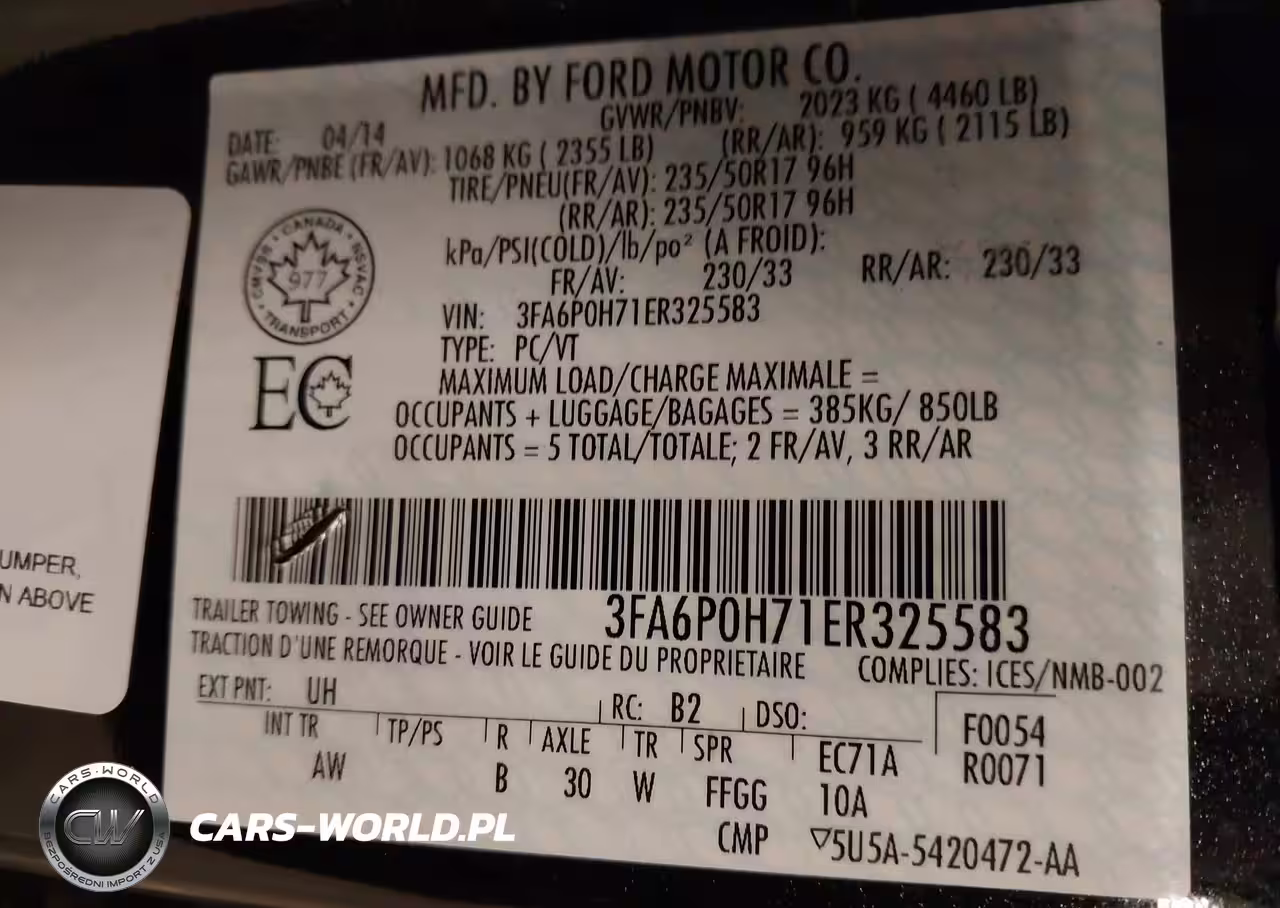 MFD. BY FORD MOTOR CO.
DATE: 04/14 GVWR/PNBV: 2023 KG ( 4460 LB)
GAWR/PNBE (FR/AV): 1068 KG ( 2355 LB) (RR/AR): 959 KG ( 2115 LB)
TIRE/PNEU(FR/AV): 235/50R17 96H
(RR/AR): 235/50R17 96H
kPa/PSI(COLD)/lb/po² (A FROID):
FR/AV: 230/33 RR/AR: 230/33
CANADA
CMVSS NSVAC
977
TRANSPORT
VIN: 3FA6P0H71ER325583
TYPE: PC/VT
EC
MAXIMUM LOAD/CHARGE MAXIMALE =
OCCUPANTS + LUGGAGE/BAGAGES = 385KG/ 850LB
OCCUPANTS = 5 TOTAL/TOTALE; 2 FR/AV, 3 RR/AR
UMPER,
N ABOVE
TRAILER TOWING - SEE OWNER GUIDE 3FA6P0H71ER325583
TRACTION D'UNE REMORQUE - VOIR LE GUIDE DU PROPRIETAIRE COMPLIES: ICES/NMB-002
EXT PNT: UH RC: B2 DSO: F0054
INT TR TP/PS R AXLE TR SPR EC71A R0071
AW B 30 W FFGG 10A
CMP ▽5U5A-5420472-AA
CARS-WORLD
CW
BEZPOŚREDNI IMPORT Z USA
CARS-WORLD.PL